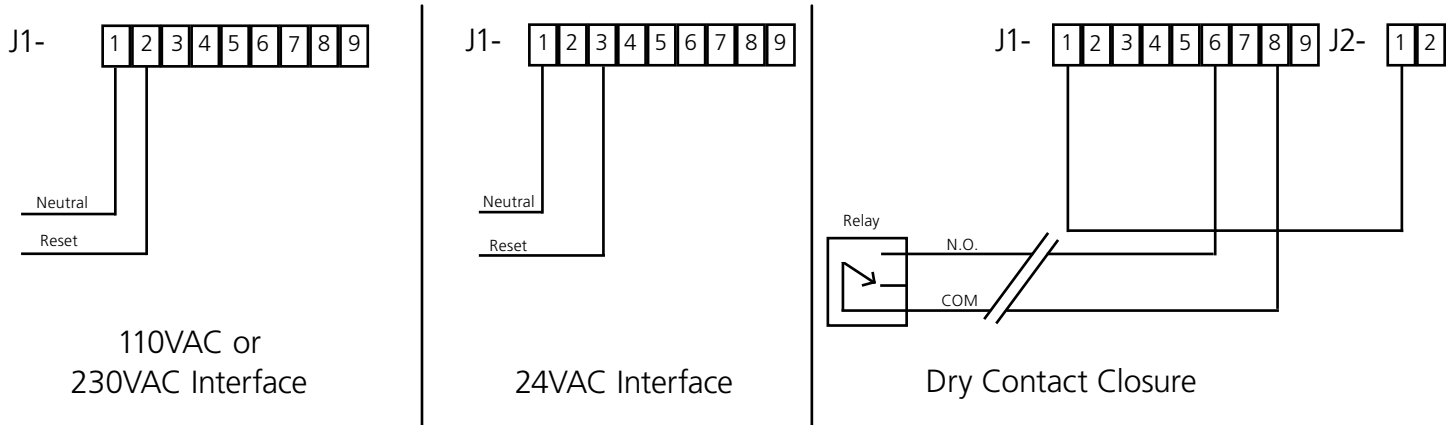 J1- 1 2 3 4 5 6 7 8 9
Neutral
Reset
110VAC or
230VAC Interface
J1- 1 2 3 4 5 6 7 8 9
Neutral
Reset
24VAC Interface
J1- 1 2 3 4 5 6 7 8 9 J2- 1 2
Relay
N.O.
COM
Dry Contact Closure